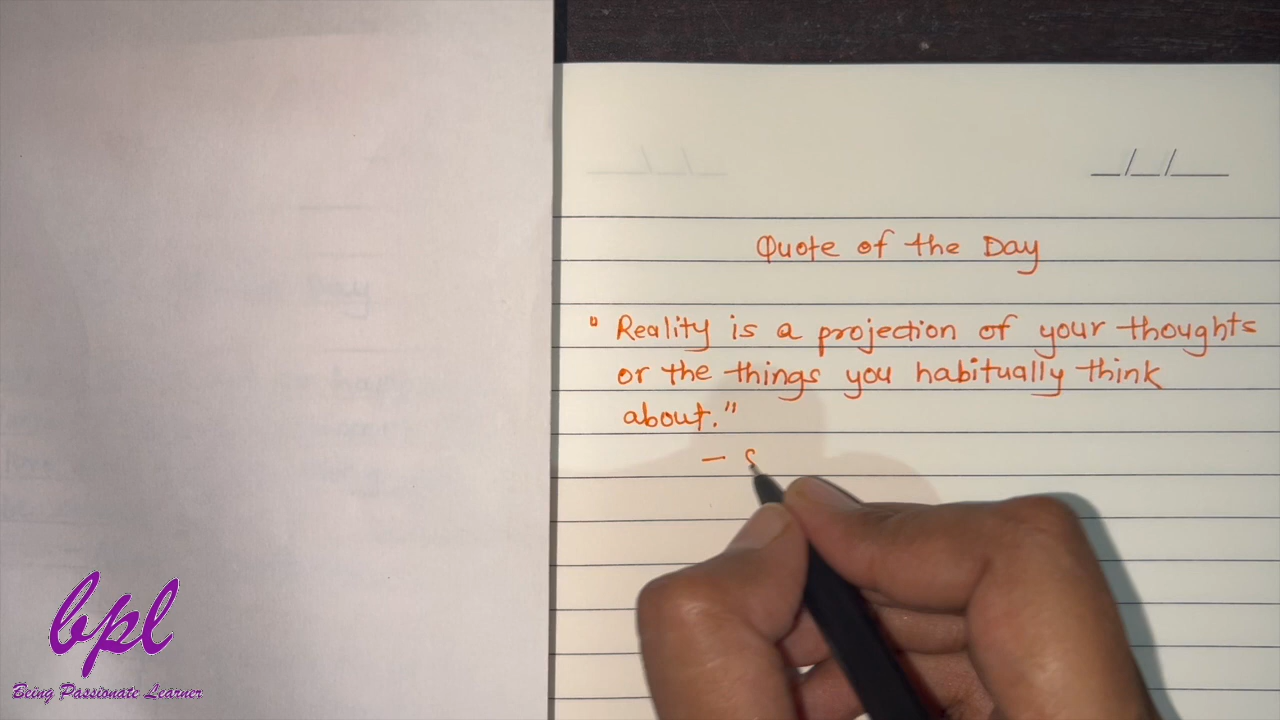 Quote of the Day
"Reality is a projection of your thoughts
or the things you habitually think
about."
—
bpl
Being Passionate Learner